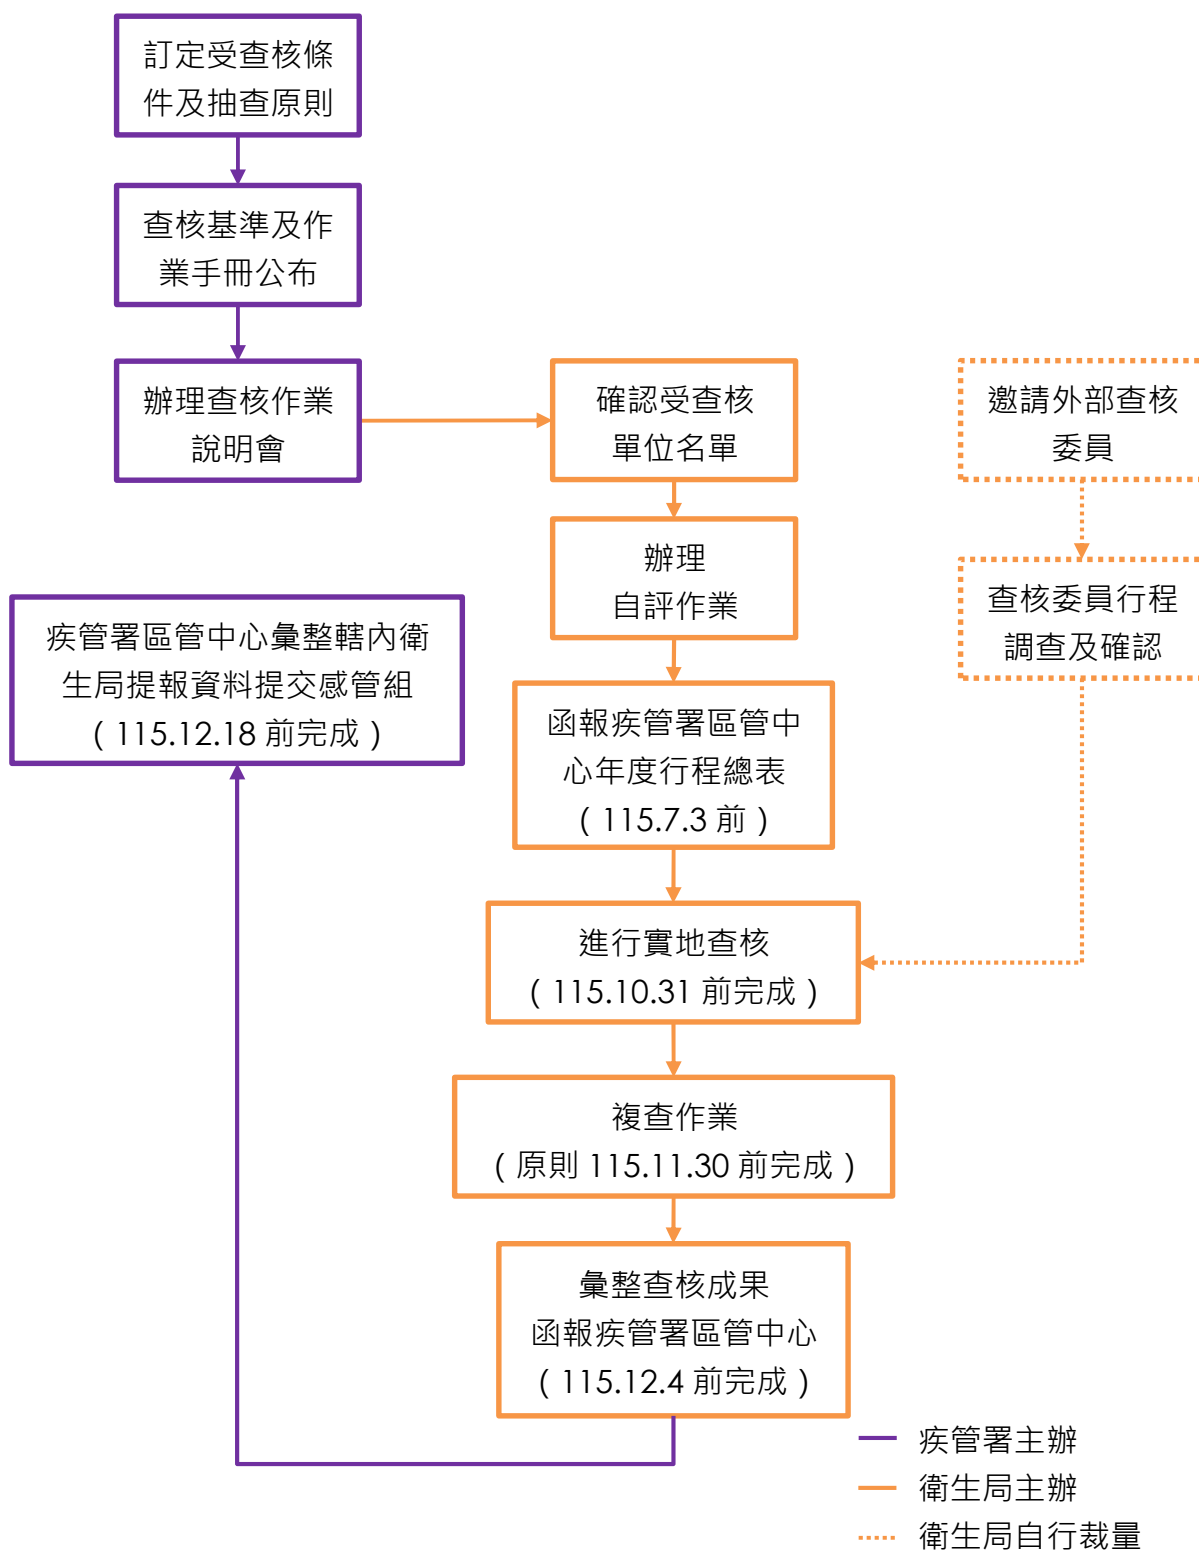 訂定受查核條
件及抽查原則
查核基準及作
業手冊公布
辦理查核作業
說明會
確認受查核
單位名單
邀請外部查核
委員
辦理
自評作業
查核委員行程
調查及確認
疾管署區管中心彙整轄內衛
生局提報資料提交感管組
(115.12.18 前完成)
函報疾管署區管中
心年度行程總表
(115.7.3 前)
進行實地查核
(115.10.31 前完成)
複查作業
(原則 115.11.30 前完成)
彙整查核成果
函報疾管署區管中心
(115.12.4 前完成)
疾管署主辦
衛生局主辦
衛生局自行裁量